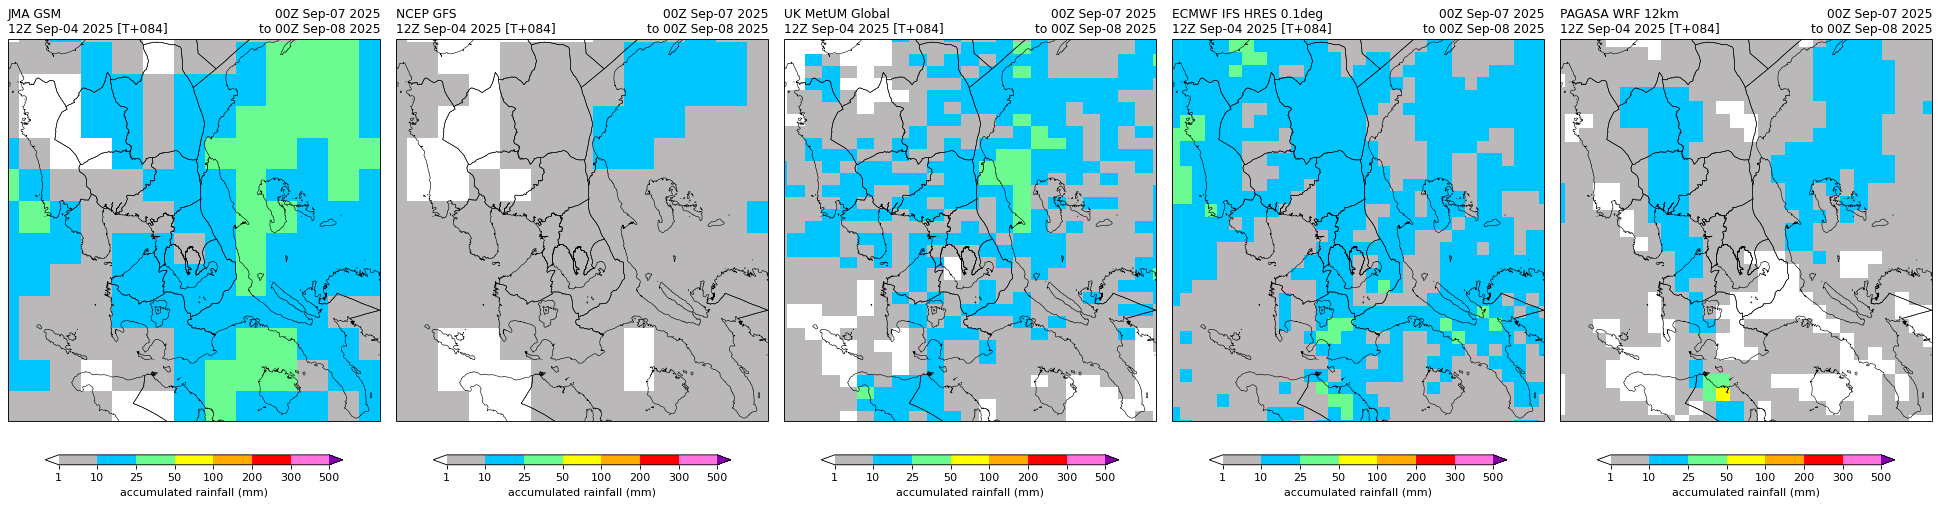 JMA GSM 00Z Sep-07 2025
12Z Sep-04 2025 [T+084] to 00Z Sep-08 2025
NCEP GFS 00Z Sep-07 2025
12Z Sep-04 2025 [T+084] to 00Z Sep-08 2025
UK MetUM Global 00Z Sep-07 2025
12Z Sep-04 2025 [T+084] to 00Z Sep-08 2025
ECMWF IFS HRES 0.1deg 00Z Sep-07 2025
12Z Sep-04 2025 [T+084] to 00Z Sep-08 2025
PAGASA WRF 12km 00Z Sep-07 2025
12Z Sep-04 2025 [T+084] to 00Z Sep-08 2025
1 10 25 50 100 200 300 500
accumulated rainfall (mm)
1 10 25 50 100 200 300 500
accumulated rainfall (mm)
1 10 25 50 100 200 300 500
accumulated rainfall (mm)
1 10 25 50 100 200 300 500
accumulated rainfall (mm)
1 10 25 50 100 200 300 500
accumulated rainfall (mm)